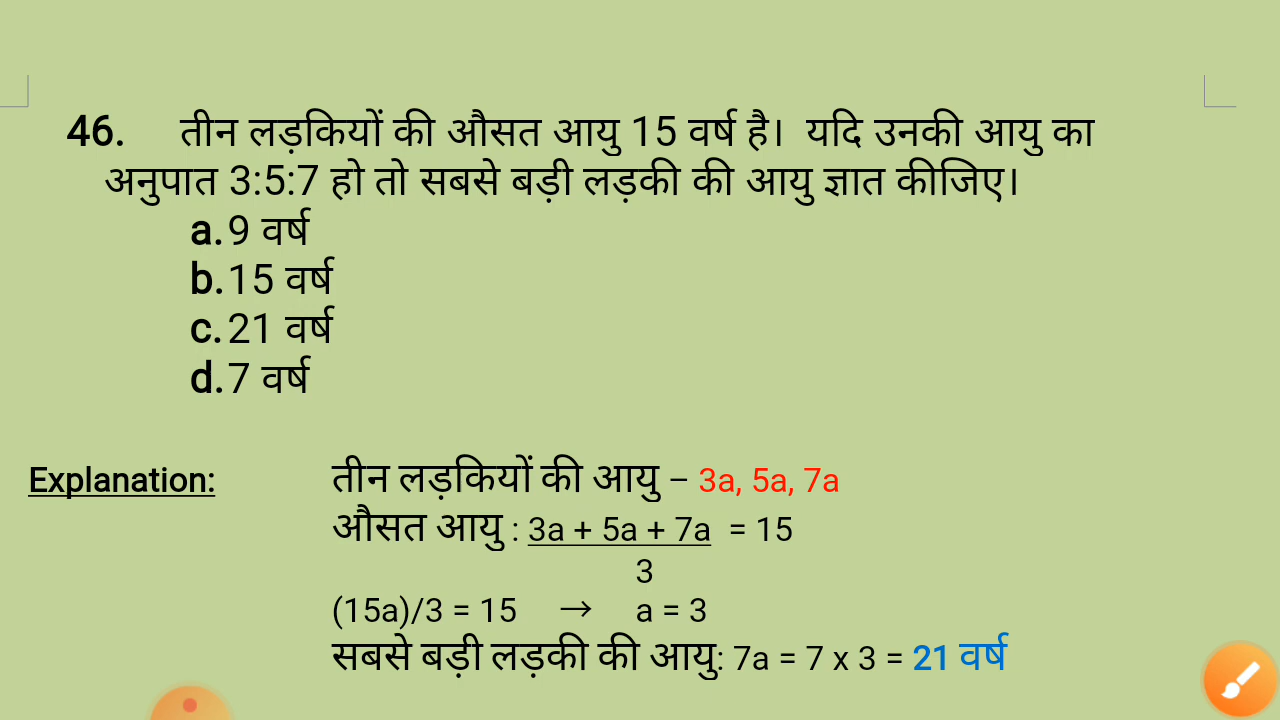 46. तीन लड़कियों की औसत आयु 15 वर्ष है। यदि उनकी आयु का
अनुपात 3:5:7 हो तो सबसे बड़ी लड़की की आयु ज्ञात कीजिए।
a. 9 वर्ष
b. 15 वर्ष
c. 21 वर्ष
d. 7 वर्ष
Explanation: तीन लड़कियों की आयु – 3a, 5a, 7a
औसत आयु : 3a + 5a + 7a = 15
3
(15a)/3 = 15 → a = 3
सबसे बड़ी लड़की की आयु: 7a = 7 x 3 = 21 वर्ष